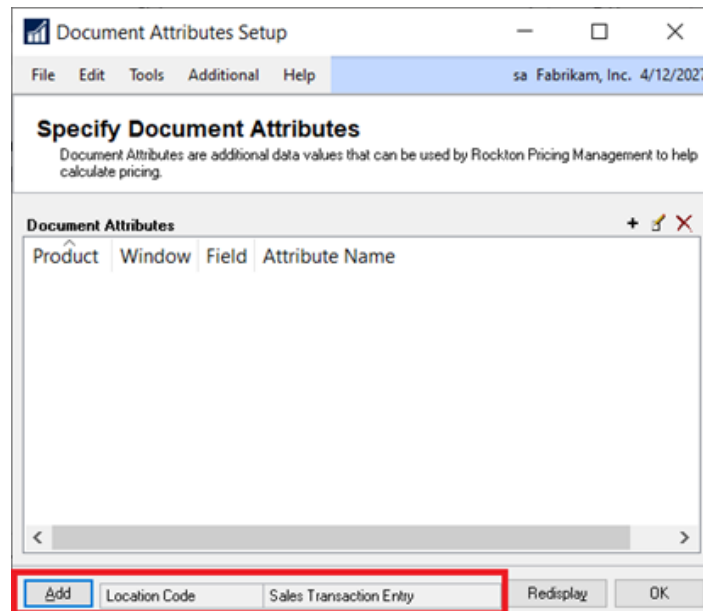 Document Attributes Setup
File Edit Tools Additional Help sa Fabrikam, Inc. 4/12/2027
Specify Document Attributes
Document Attributes are additional data values that can be used by Rockton Pricing Management to help
calculate pricing.
Document Attributes
Product Window Field Attribute Name
Add Location Code Sales Transaction Entry Redisplay OK